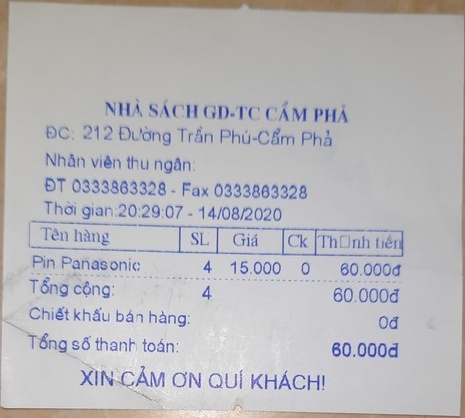 NHÀ SÁCH GD-TC CẨM PHẢ
ĐC: 212 Đường Trần Phú-Cẩm Phả
Nhân viên thu ngân:
ĐT 0333863328 - Fax 0333863328
Thời gian:20:29:07 - 14/08/2020
Tên hàng SL Giá Ck Th□nh tiền
Pin Panasonic 4 15.000 0 60.000đ
Tổng cộng: 4 60.000đ
Chiết khấu bán hàng: 0đ
Tổng số thanh toán: 60.000đ
XIN CẢM ƠN QUÍ KHÁCH!